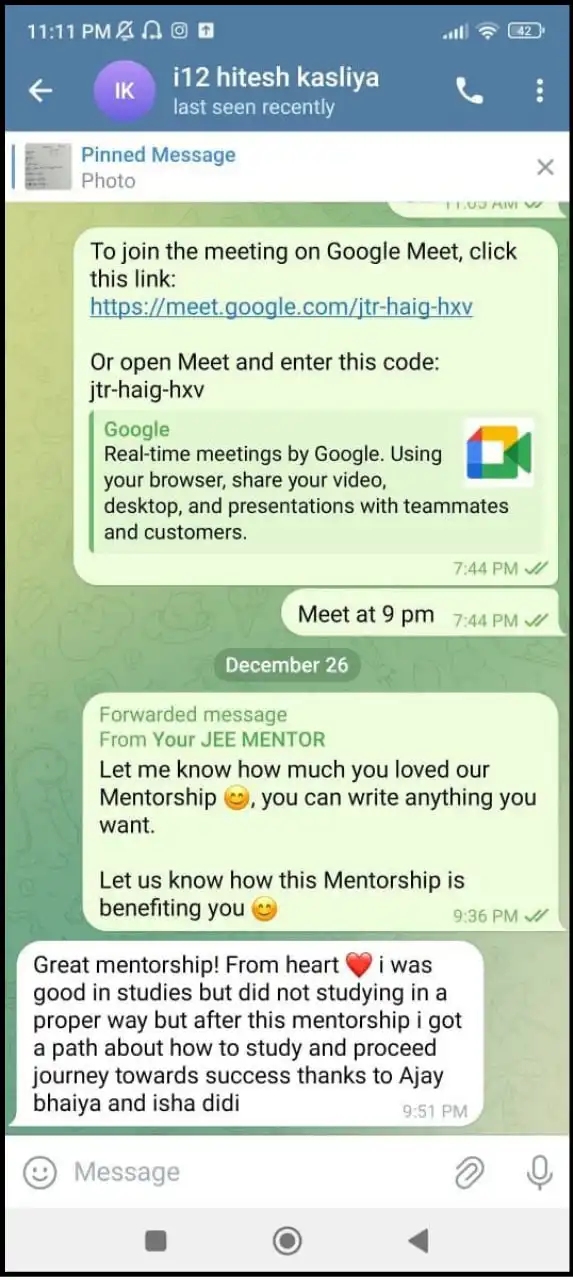 11:11 PM
42
IK
i12 hitesh kasliya
last seen recently
Pinned Message
Photo
11:05 AM
To join the meeting on Google Meet, click
this link:
https://meet.google.com/jtr-haig-hxv
Or open Meet and enter this code:
jtr-haig-hxv
Google
Real-time meetings by Google. Using
your browser, share your video,
desktop, and presentations with teammates
and customers.
7:44 PM
Meet at 9 pm 7:44 PM
December 26
Forwarded message
From Your JEE MENTOR
Let me know how much you loved our
Mentorship 😊, you can write anything you
want.
Let us know how this Mentorship is
benefiting you 😊
9:36 PM
Great mentorship! From heart ❤️ i was
good in studies but did not studying in a
proper way but after this mentorship i got
a path about how to study and proceed
journey towards success thanks to Ajay
bhaiya and isha didi
9:51 PM
Message